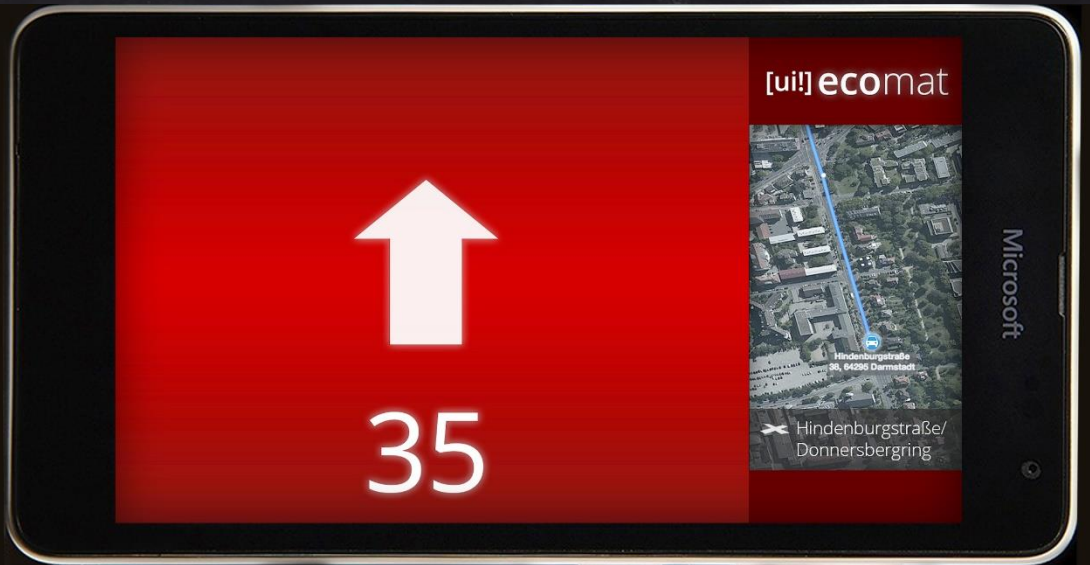 [ui!] ecomat
Hindenburgstraße
38, 64295 Darmstadt
Hindenburgstraße/
Donnersbergring
35
Microsoft